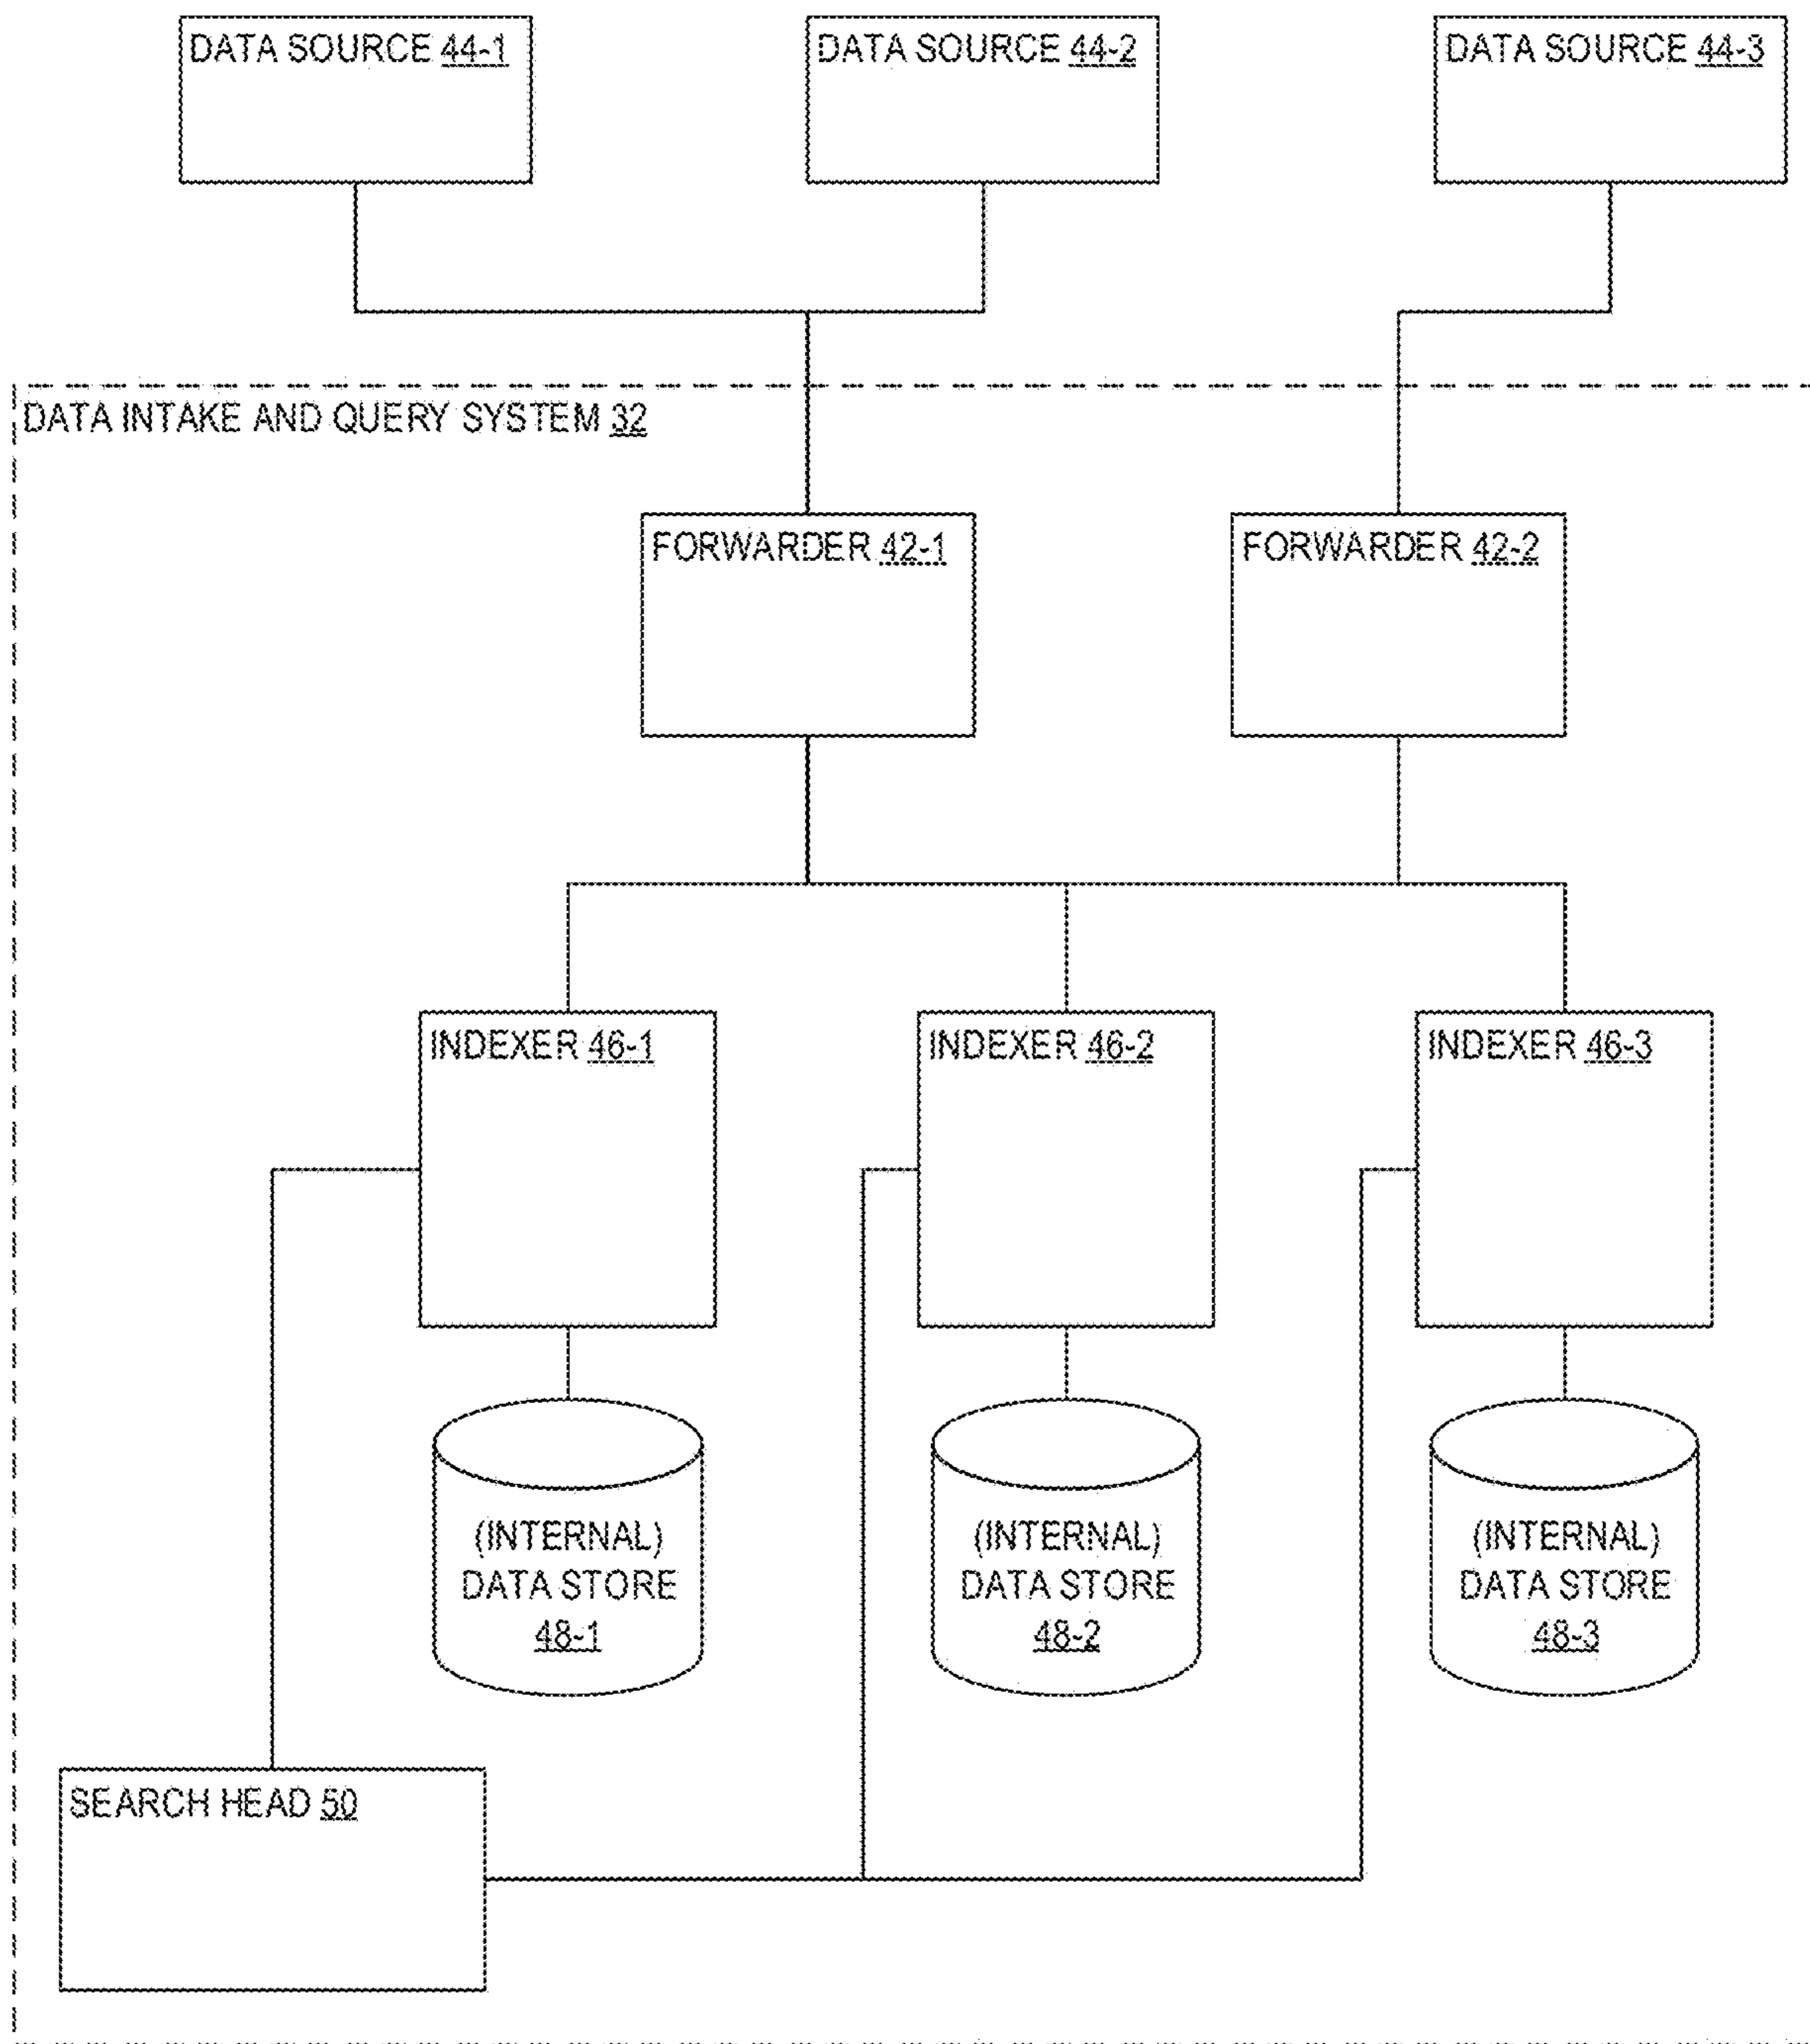 DATA SOURCE 44-1
DATA SOURCE 44-2
DATA SOURCE 44-3
DATA INTAKE AND QUERY SYSTEM 32
FORWARDER 42-1
FORWARDER 42-2
INDEXER 46-1
INDEXER 46-2
INDEXER 46-3
(INTERNAL)
DATA STORE
48-1
(INTERNAL)
DATA STORE
48-2
(INTERNAL)
DATA STORE
48-3
SEARCH HEAD 50